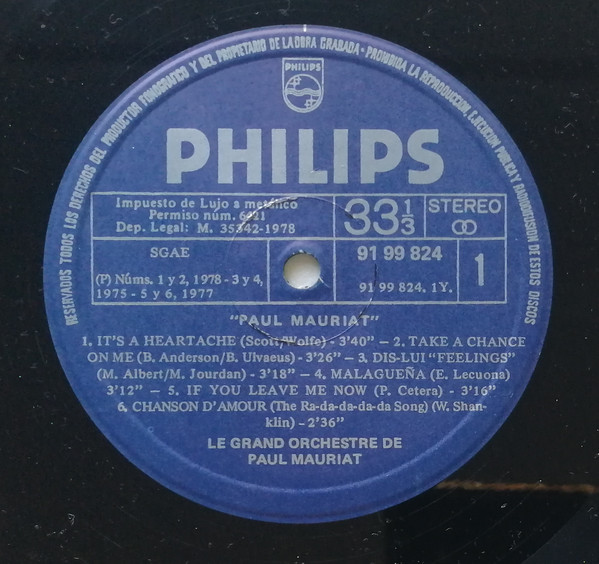 RESERVADOS TODOS LOS DERECHOS DEL PRODUCTOR FONOGRAFICO Y DEL PROPIETARIO DE LA OBRA GRABADA · PROHIBIDA LA REPRODUCCION, EJECUCION PUBLICA Y RADIODIFUSION DE ESTOS DISCOS
PHILIPS
PHILIPS
Impuesto de Lujo a metálico
Permiso núm. 6421
Dep. Legal: M. 35342-1978
33 1/3
STEREO
SGAE
(P) Núms. 1 y 2, 1978 - 3 y 4,
1975 - 5 y 6, 1977
91 99 824
91 99 824. 1Y.
1
"PAUL MAURIAT"
1. IT'S A HEARTACHE (Scott/Wolfe) - 3'40" – 2. TAKE A CHANCE
ON ME (B. Anderson/B. Ulvaeus) - 3'26" – 3. DIS-LUI "FEELINGS"
(M. Albert/M. Jourdan) - 3'18" – 4. MALAGUEÑA (E. Lecuona)
3'12" – 5. IF YOU LEAVE ME NOW (P. Cetera) - 3'16"
6. CHANSON D'AMOUR (The Ra-da-da-da-da Song) (W. Shan-
klin) - 2'36"
LE GRAND ORCHESTRE DE
PAUL MAURIAT